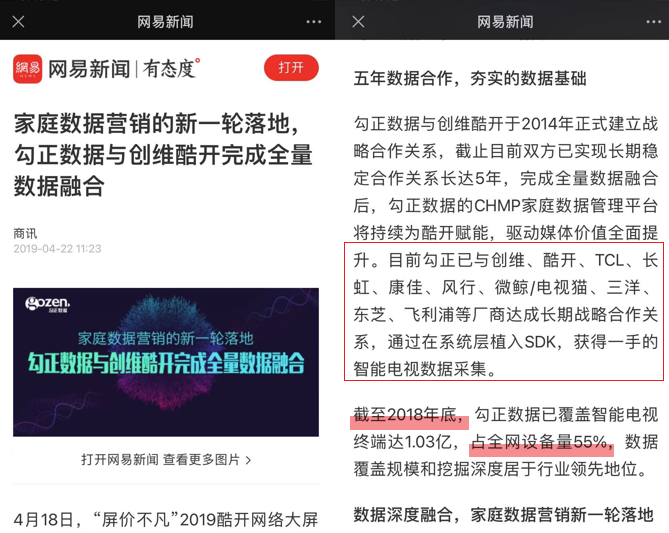 网易新闻
網易
NEWS
网易新闻
有态度°
打开
家庭数据营销的新一轮落地，
勾正数据与创维酷开完成全量
数据融合
商讯
2019-04-22 11:23
gozen.
勾正数据
家庭数据营销的新一轮落地
勾正数据与创维酷开完成全量数据融合
打开网易新闻 查看更多图片 >
4月18日，“屏价不凡”2019酷开网络大屏
网易新闻
五年数据合作，夯实的数据基础
勾正数据与创维酷开于2014年正式建立战
略合作关系，截止目前双方已实现长期稳
定合作关系长达5年，完成全量数据融合
后，勾正数据的CHMP家庭数据管理平台
将持续为酷开赋能，驱动媒体价值全面提
升。目前勾正已与创维、酷开、TCL、长
虹、康佳、风行、微鲸/电视猫、三洋、
东芝、飞利浦等厂商达成长期战略合作关
系，通过在系统层植入SDK，获得一手的
智能电视数据采集。
截至2018年底，勾正数据已覆盖智能电视
终端达1.03亿，占全网设备量55%，数据
覆盖规模和挖掘深度居于行业领先地位。
数据深度融合，家庭数据营销新一轮落地